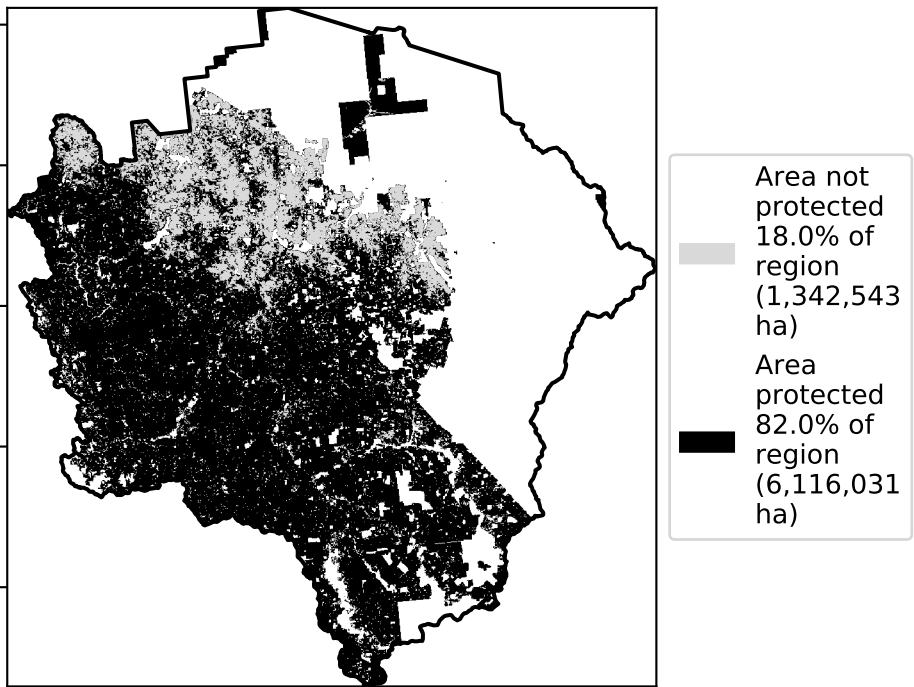 Area not
protected
18.0% of
region
(1,342,543
ha)
Area
protected
82.0% of
region
(6,116,031
ha)